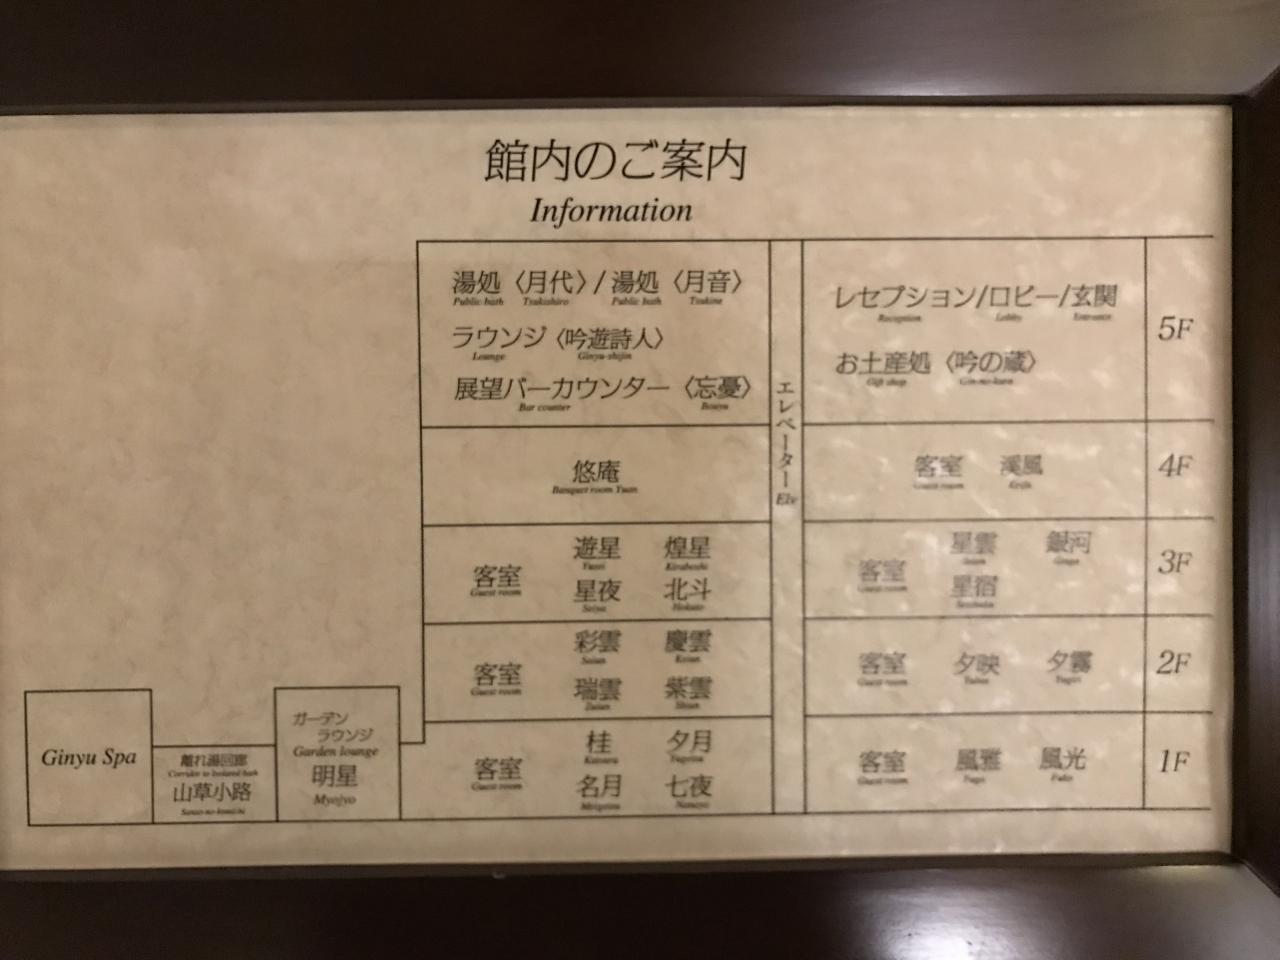 館内のご案内
Information
湯処〈月代〉/湯処〈月音〉
Public bath Tsukishiro Public bath Tsukine
ラウンジ〈吟遊詩人〉
Lounge Ginyu-shijin
展望バーカウンター〈忘憂〉
Bar counter Bouyu
エレベーター Elv
レセプション/ロビー/玄関
Reception Lobby Entrance
お土産処〈吟の蔵〉
Gift shop Gin-no-kura
5F
悠庵
Banquet room Yuan
客室 渓風
Guest room
4F
客室
Guest room
遊星 煌星
Yusei Kiraboshi
星夜 北斗
Seiya Hokuto
客室
Guest room
星雲 銀河
Seiun Ginga
星宿
3F
客室
Guest room
彩雲 慶雲
Saiun Keiun
瑞雲 紫雲
Zuiun Shiun
客室 夕映 夕霧
Guest room Yubae Yugiri
2F
客室
Guest room
桂 夕月
Katsura Yuzuki
名月 七夜
Meigetsu Nanayo
客室 風雅 風光
Guest room Fuga Fuko
1F
ガーデン
ラウンジ
Garden lounge
明星
Myojyo
離れ湯回廊
Corridor to Isolated bath
山草小路
Ginyu Spa